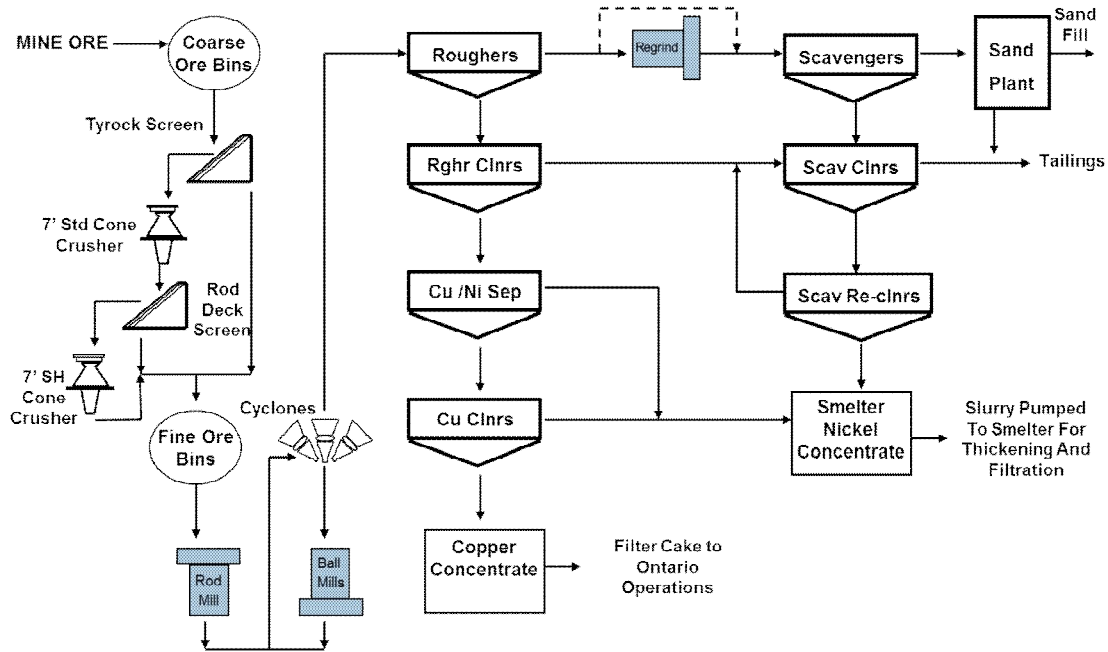 MINE ORE
Coarse
Ore Bins
Tyrock Screen
7' Std Cone
Crusher
Rod
Deck
Screen
7' SH
Cone
Crusher
Fine Ore
Bins
Rod
Mill
Cyclones
Ball
Mills
Roughers
Regrind
Scavengers
Sand
Plant
Sand
Fill
Rghr Clnrs
Scav Clnrs
Tailings
Cu /Ni Sep
Scav Re-clnrs
Cu Clnrs
Smelter
Nickel
Concentrate
Slurry Pumped
To Smelter For
Thickening And
Filtration
Copper
Concentrate
Filter Cake to
Ontario
Operations